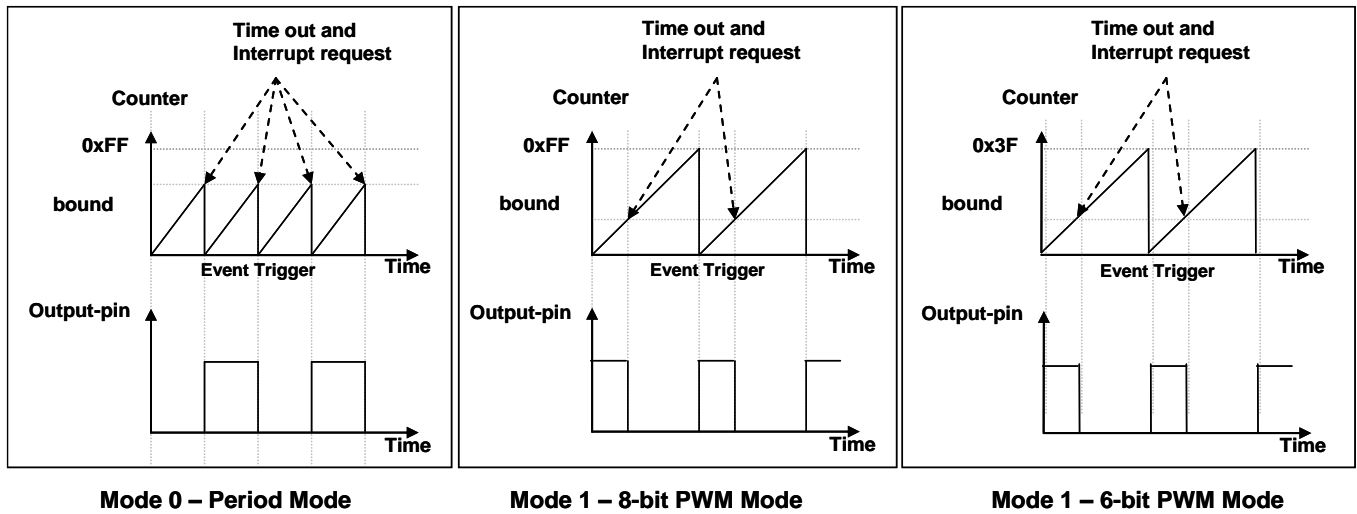 Time out and
Interrupt request
Counter
0xFF
bound
Time
Event Trigger
Output-pin
Time
Mode 0 – Period Mode
Time out and
Interrupt request
Counter
0xFF
bound
Time
Event Trigger
Output-pin
Time
Mode 1 – 8-bit PWM Mode
Time out and
Interrupt request
Counter
0x3F
bound
Time
Event Trigger
Output-pin
Time
Mode 1 – 6-bit PWM Mode